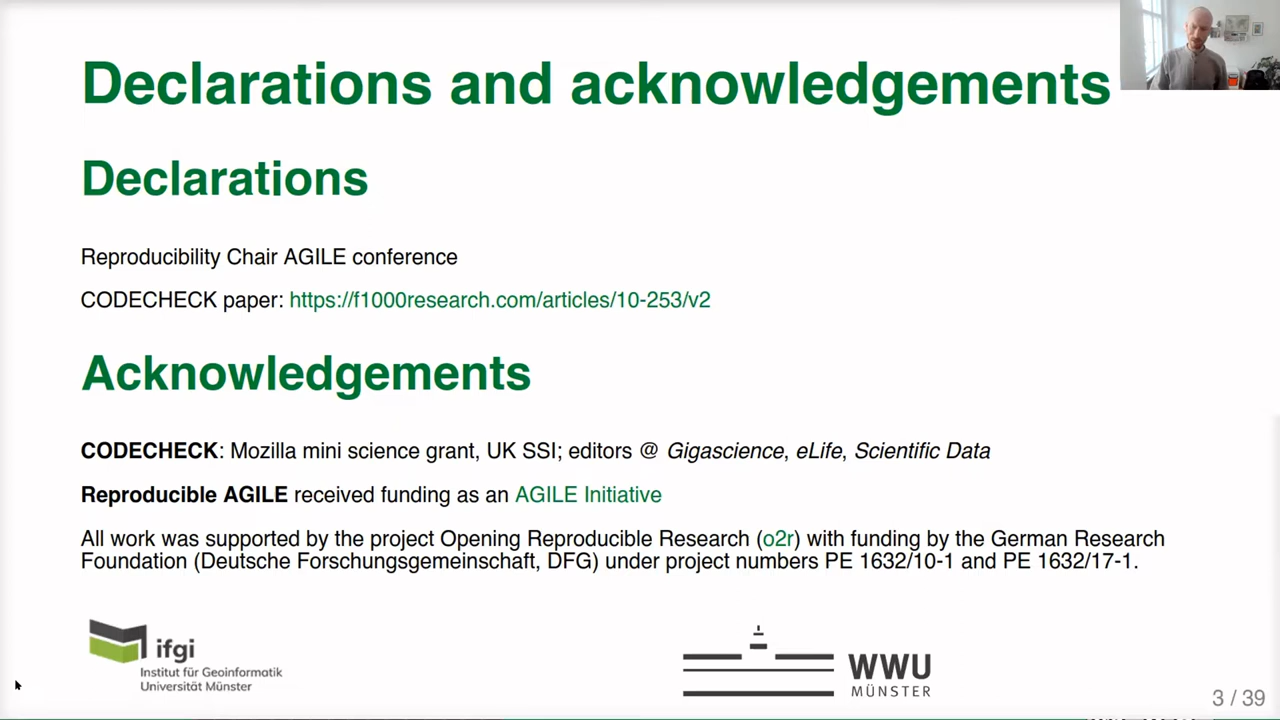 Declarations and acknowledgements
Declarations
Reproducibility Chair AGILE conference
CODECHECK paper: https://f1000research.com/articles/10-253/v2
Acknowledgements
CODECHECK: Mozilla mini science grant, UK SSI; editors @ Gigascience, eLife, Scientific Data
Reproducible AGILE received funding as an AGILE Initiative
All work was supported by the project Opening Reproducible Research (o2r) with funding by the German Research
Foundation (Deutsche Forschungsgemeinschaft, DFG) under project numbers PE 1632/10-1 and PE 1632/17-1.
ifgi
Institut für Geoinformatik
Universität Münster
WWU
MÜNSTER
3 / 39